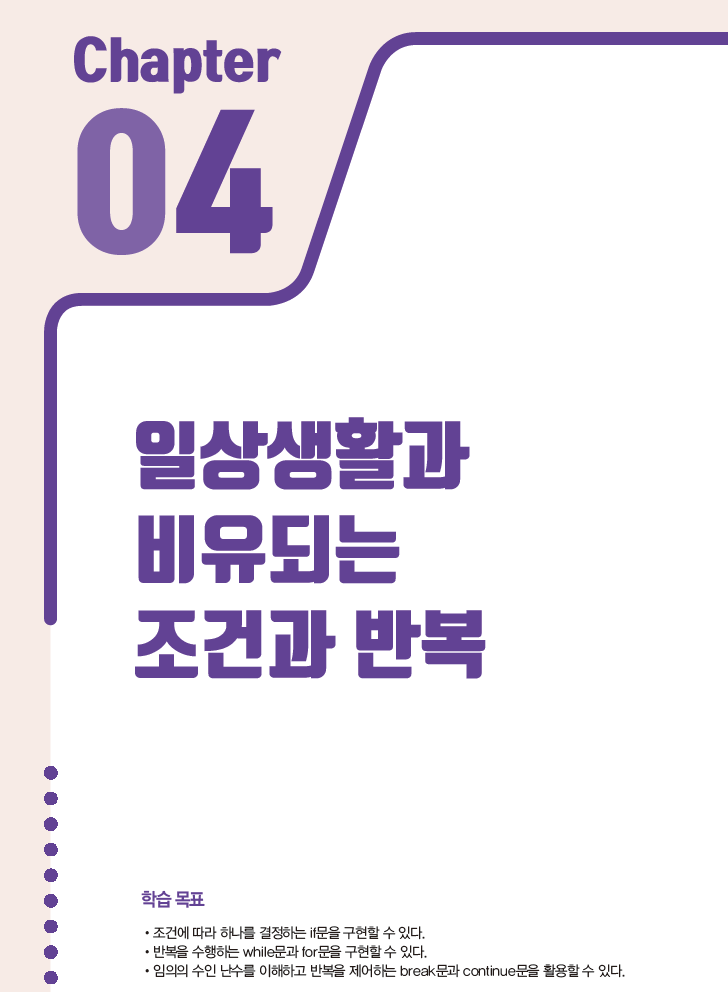 Chapter
04
일상생활과
비유되는
조건과 반복
학습 목표
• 조건에 따라 하나를 결정하는 if문을 구현할 수 있다.
• 반복을 수행하는 while문과 for문을 구현할 수 있다.
• 임의의 수인 난수를 이해하고 반복을 제어하는 break문과 continue문을 활용할 수 있다.